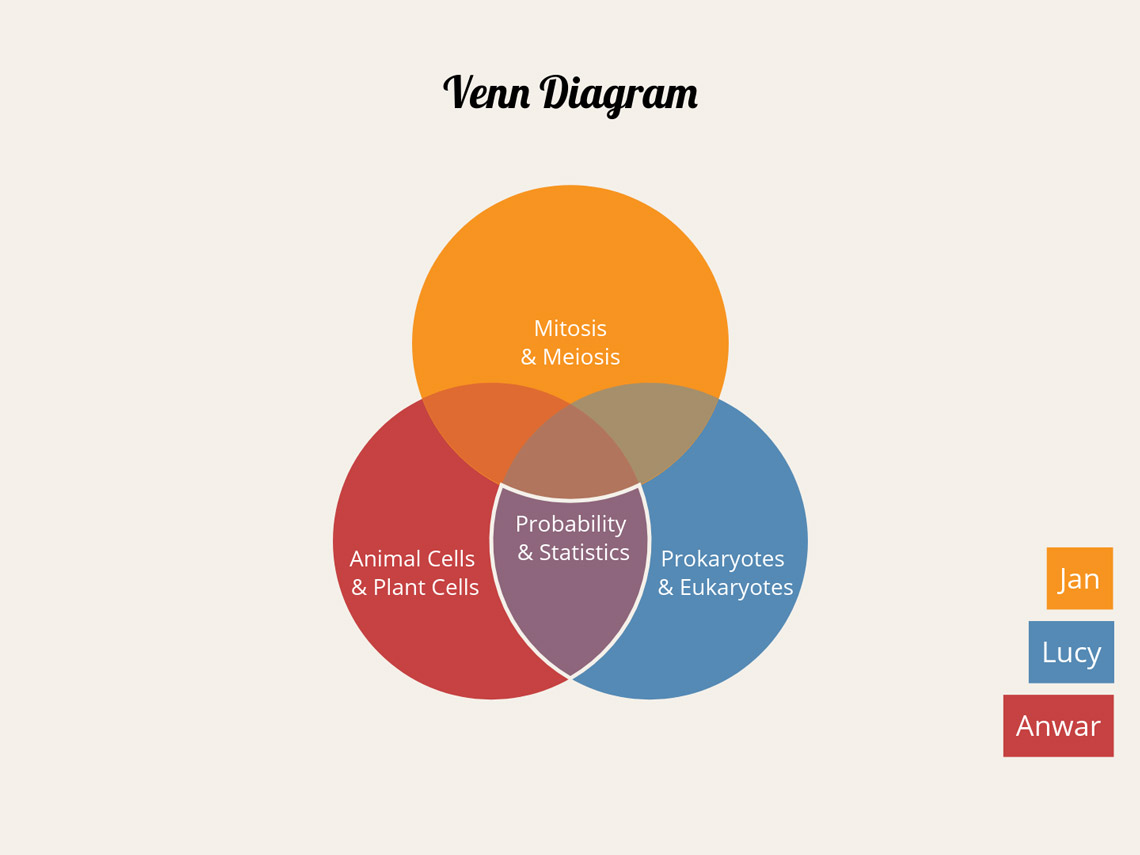 Venn Diagram
Mitosis
& Meiosis
Probability
& Statistics
Animal Cells
& Plant Cells
Prokaryotes
& Eukaryotes
Jan
Lucy
Anwar